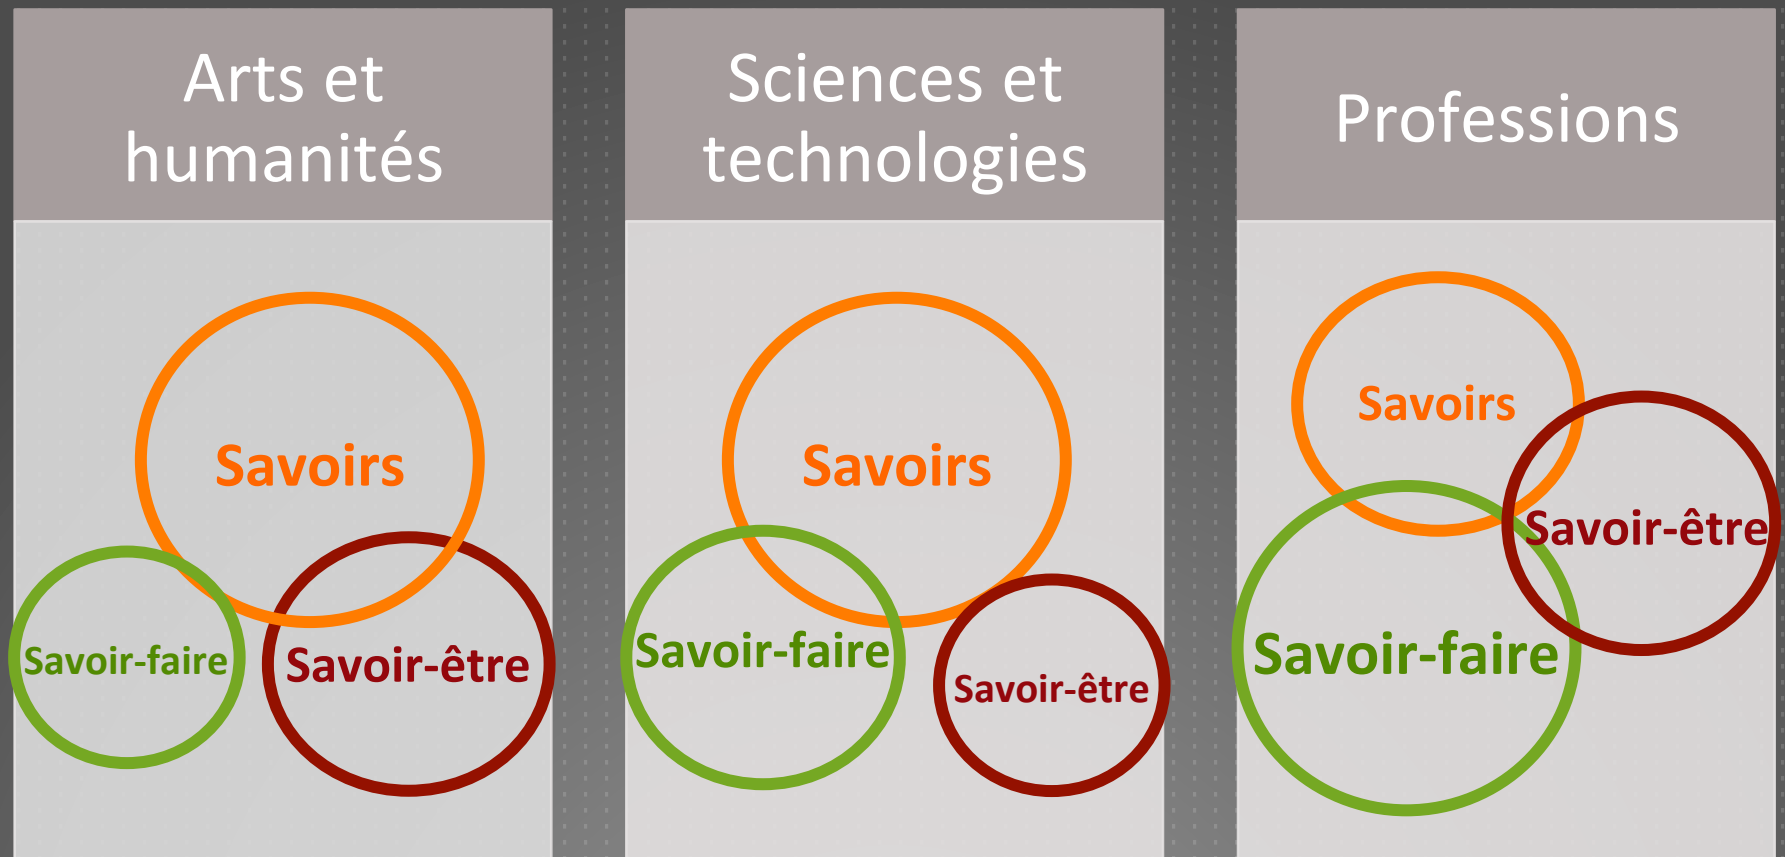 Arts et
humanités
Savoirs
Savoir-faire
Savoir-être
Sciences et
technologies
Savoirs
Savoir-faire
Savoir-être
Professions
Savoirs
Savoir-être
Savoir-faire